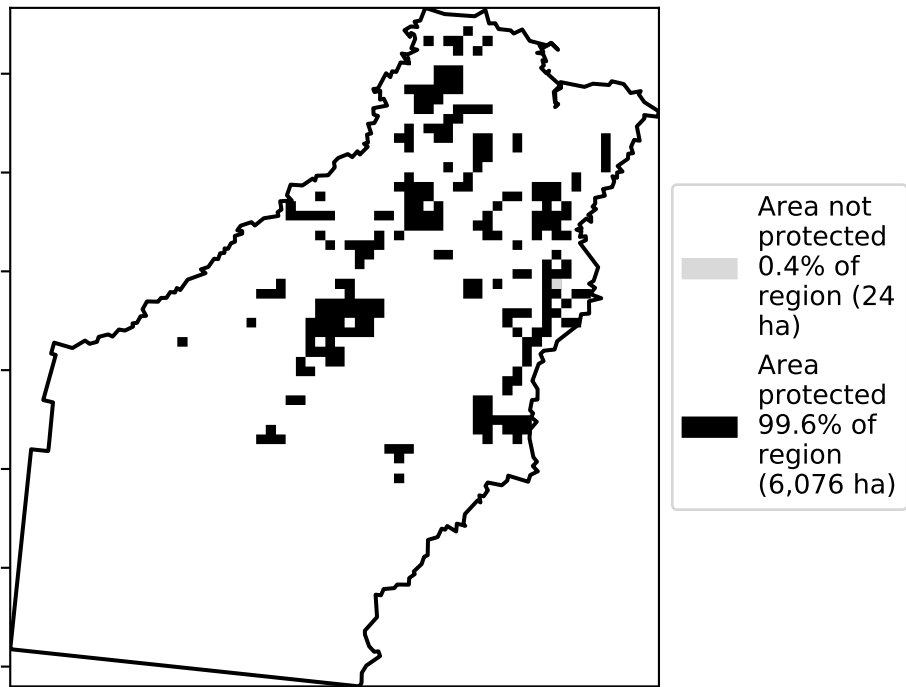 Area not
protected
0.4% of
region (24
ha)
Area
protected
99.6% of
region
(6,076 ha)